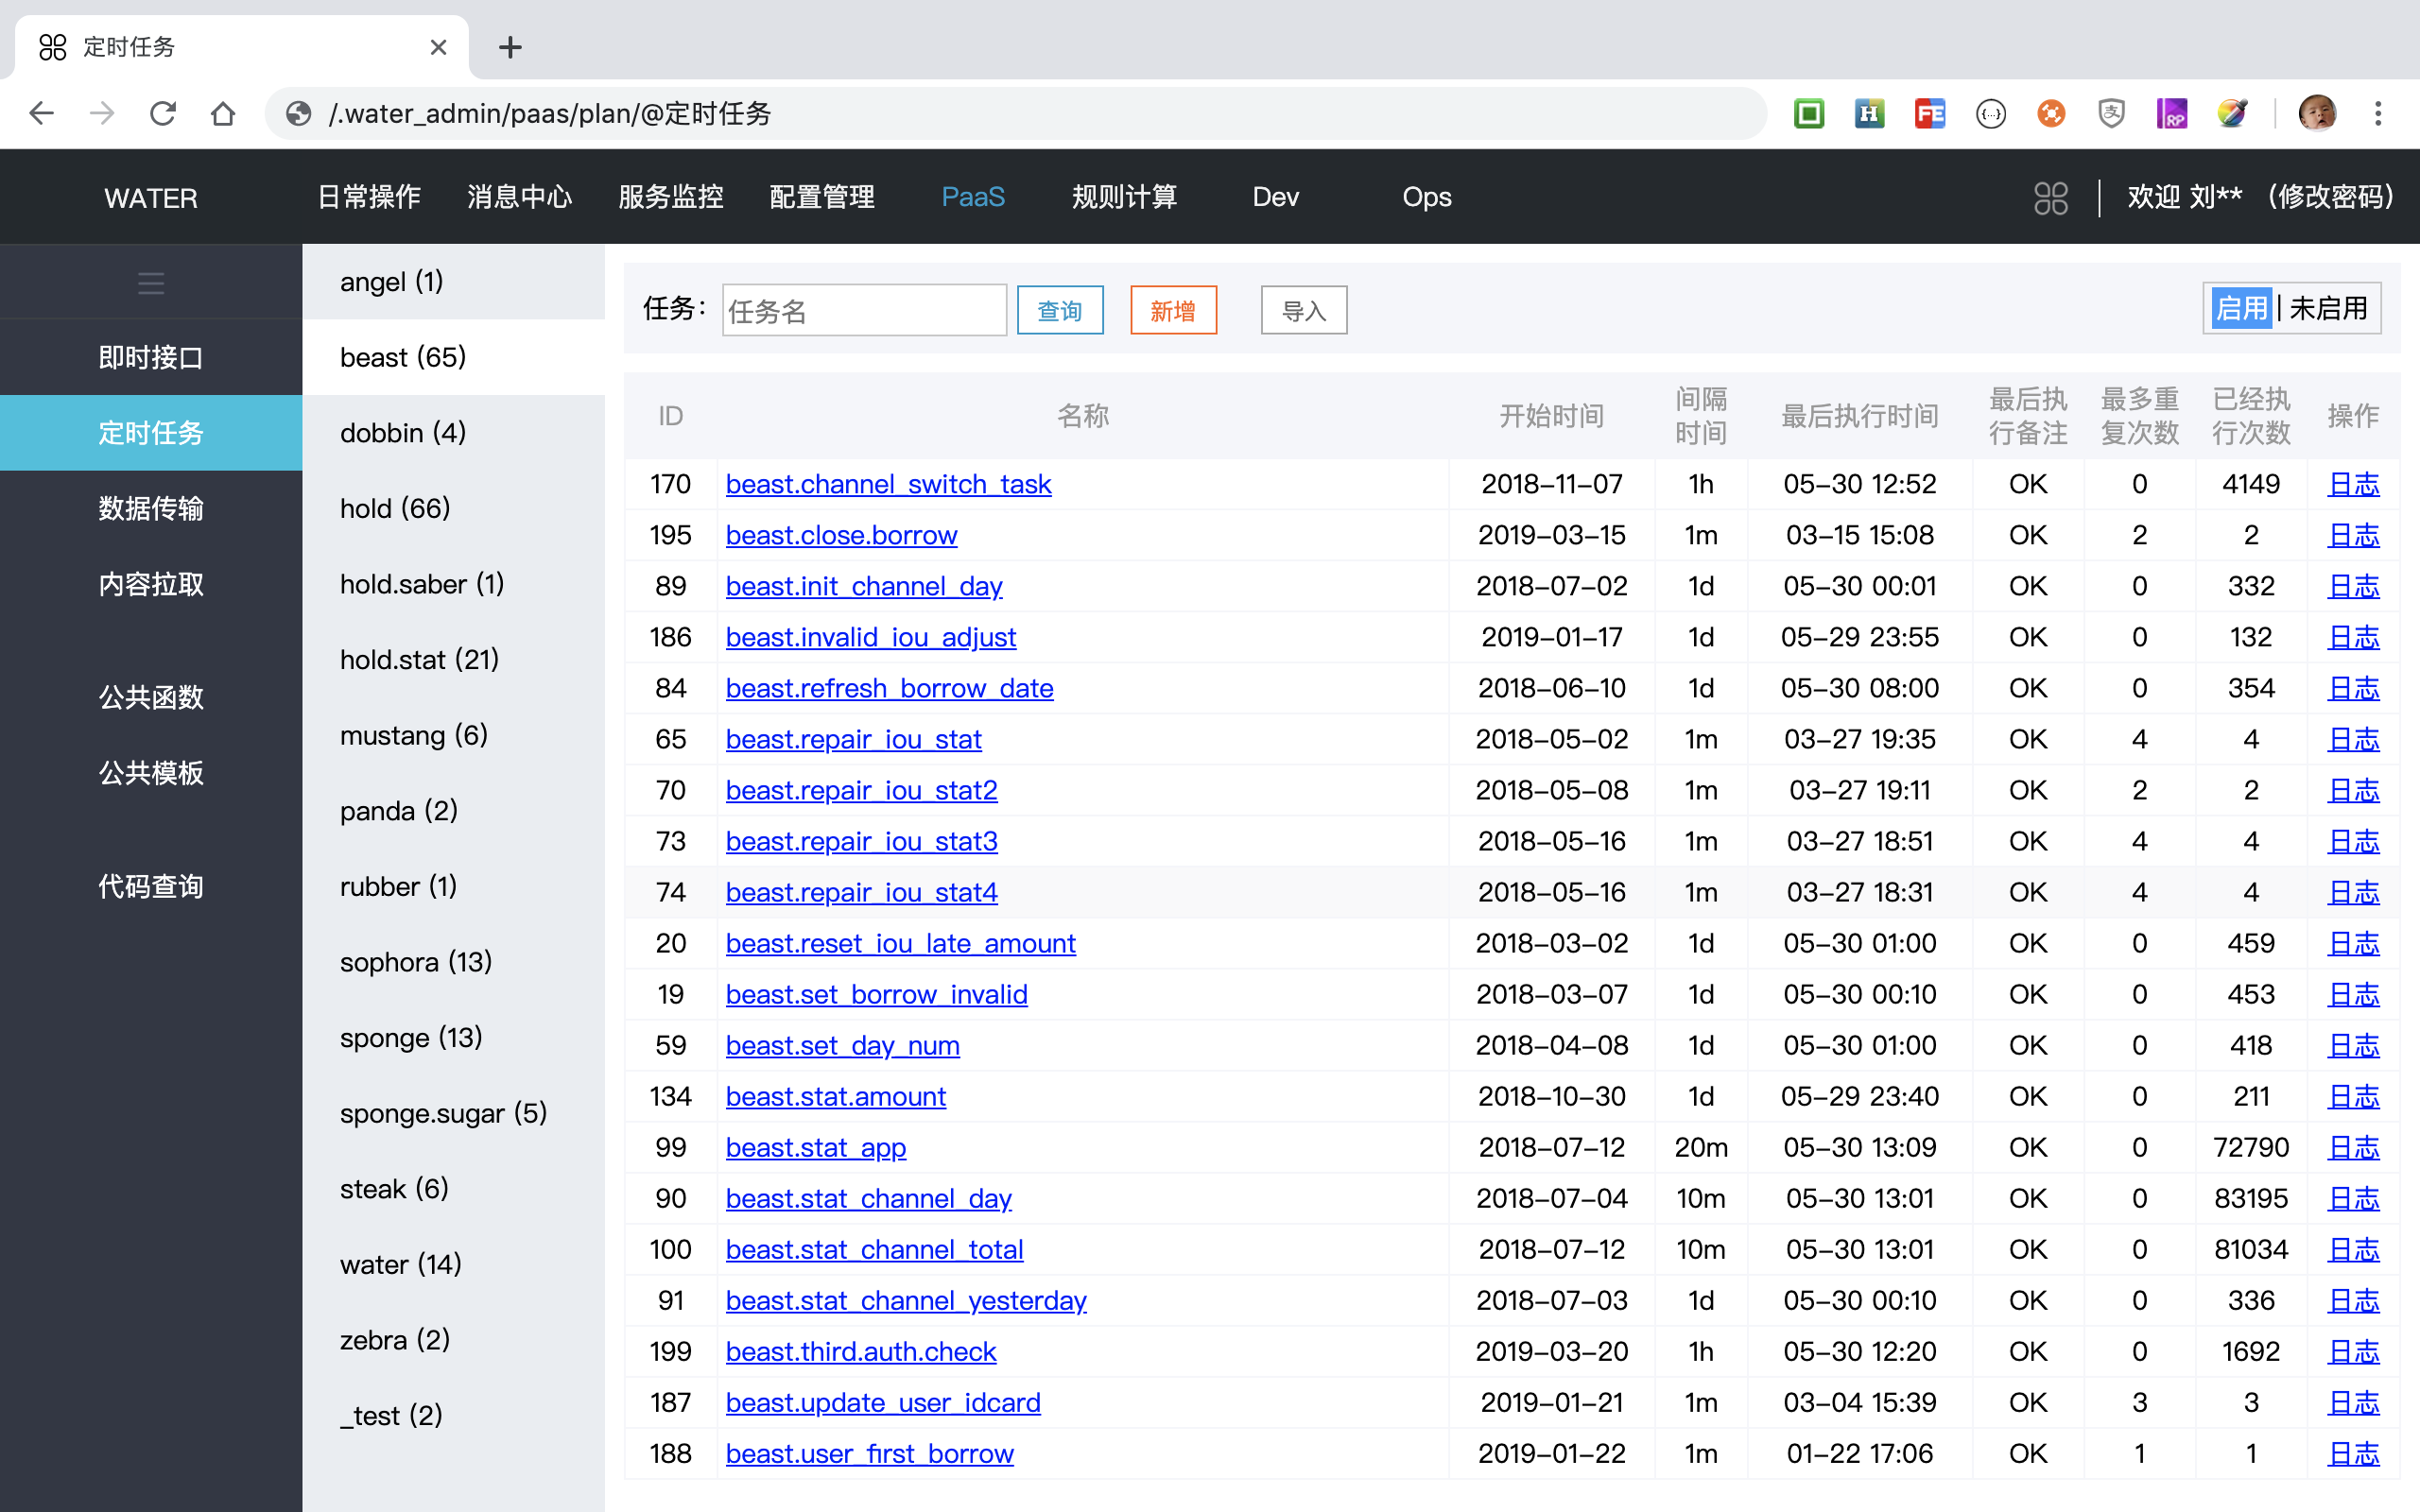 定时任务
/.water_admin/paas/plan/@定时任务
WATER 日常操作 消息中心 服务监控 配置管理 PaaS 规则计算 Dev Ops 欢迎 刘** (修改密码)
即时接口
定时任务
数据传输
内容拉取
公共函数
公共模板
代码查询
angel (1)
beast (65)
dobbin (4)
hold (66)
hold.saber (1)
hold.stat (21)
mustang (6)
panda (2)
rubber (1)
sophora (13)
sponge (13)
sponge.sugar (5)
steak (6)
water (14)
zebra (2)
_test (2)
任务： 任务名 查询 新增 导入 启用 | 未启用
ID 名称 开始时间 间隔时间 最后执行时间 最后执行备注 最多重复次数 已经执行次数 操作
170 beast.channel_switch_task 2018-11-07 1h 05-30 12:52 OK 0 4149 日志
195 beast.close.borrow 2019-03-15 1m 03-15 15:08 OK 2 2 日志
89 beast.init_channel_day 2018-07-02 1d 05-30 00:01 OK 0 332 日志
186 beast.invalid_iou_adjust 2019-01-17 1d 05-29 23:55 OK 0 132 日志
84 beast.refresh_borrow_date 2018-06-10 1d 05-30 08:00 OK 0 354 日志
65 beast.repair_iou_stat 2018-05-02 1m 03-27 19:35 OK 4 4 日志
70 beast.repair_iou_stat2 2018-05-08 1m 03-27 19:11 OK 2 2 日志
73 beast.repair_iou_stat3 2018-05-16 1m 03-27 18:51 OK 4 4 日志
74 beast.repair_iou_stat4 2018-05-16 1m 03-27 18:31 OK 4 4 日志
20 beast.reset_iou_late_amount 2018-03-02 1d 05-30 01:00 OK 0 459 日志
19 beast.set_borrow_invalid 2018-03-07 1d 05-30 00:10 OK 0 453 日志
59 beast.set_day_num 2018-04-08 1d 05-30 01:00 OK 0 418 日志
134 beast.stat.amount 2018-10-30 1d 05-29 23:40 OK 0 211 日志
99 beast.stat_app 2018-07-12 20m 05-30 13:09 OK 0 72790 日志
90 beast.stat_channel_day 2018-07-04 10m 05-30 13:01 OK 0 83195 日志
100 beast.stat_channel_total 2018-07-12 10m 05-30 13:01 OK 0 81034 日志
91 beast.stat_channel_yesterday 2018-07-03 1d 05-30 00:10 OK 0 336 日志
199 beast.third.auth.check 2019-03-20 1h 05-30 12:20 OK 0 1692 日志
187 beast.update_user_idcard 2019-01-21 1m 03-04 15:39 OK 3 3 日志
188 beast.user_first_borrow 2019-01-22 1m 01-22 17:06 OK 1 1 日志